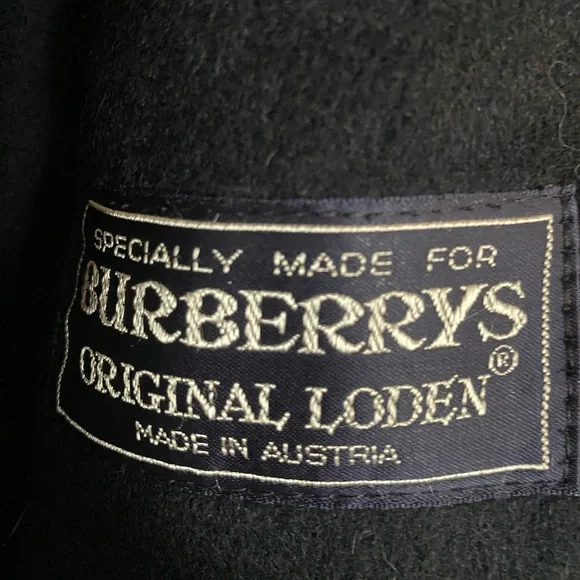 SPECIALLY MADE FOR
BURBERRYS
ORIGINAL LODEN®
MADE IN AUSTRIA